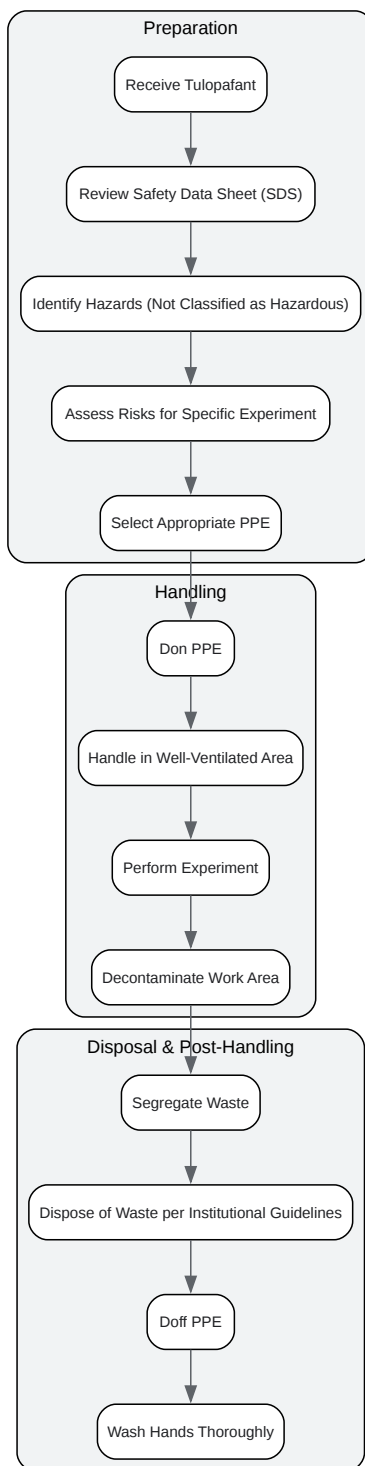 Preparation
Receive Tulopafant
Review Safety Data Sheet (SDS)
Identify Hazards (Not Classified as Hazardous)
Assess Risks for Specific Experiment
Select Appropriate PPE
Handling
Don PPE
Handle in Well-Ventilated Area
Perform Experiment
Decontaminate Work Area
Disposal & Post-Handling
Segregate Waste
Dispose of Waste per Institutional Guidelines
Doff PPE
Wash Hands Thoroughly